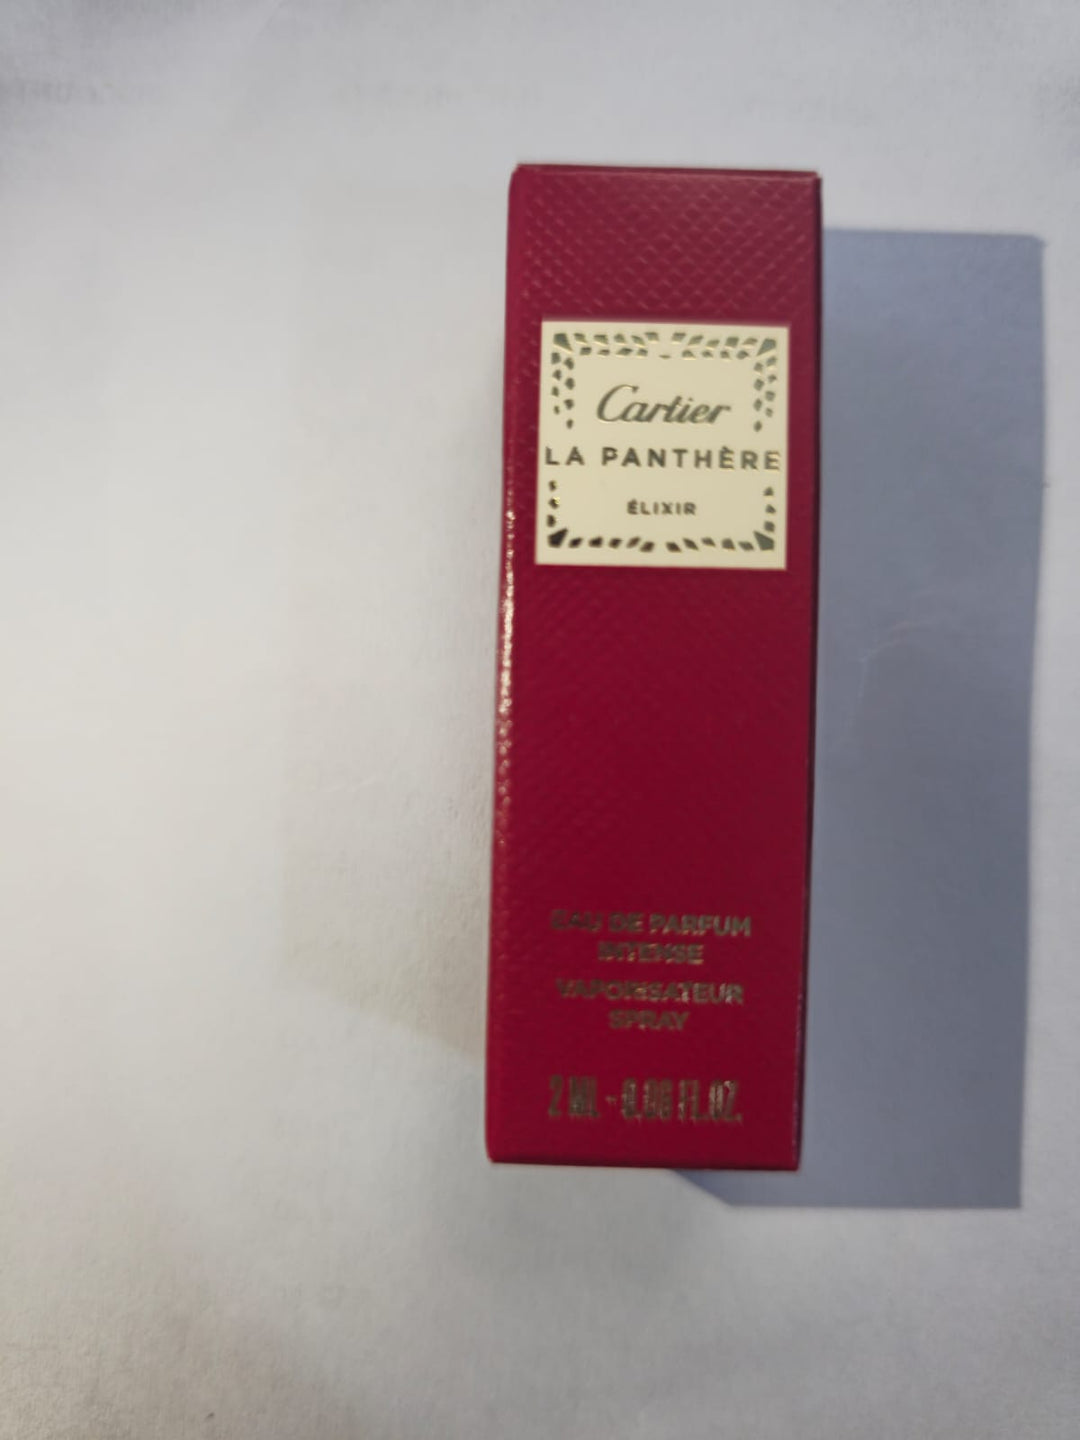 Cartier
LA PANTHÈRE
ÉLIXIR
EAU DE PARFUM
INTENSE
VAPORISATEUR
SPRAY
2 ML - 0.06 FL.OZ.